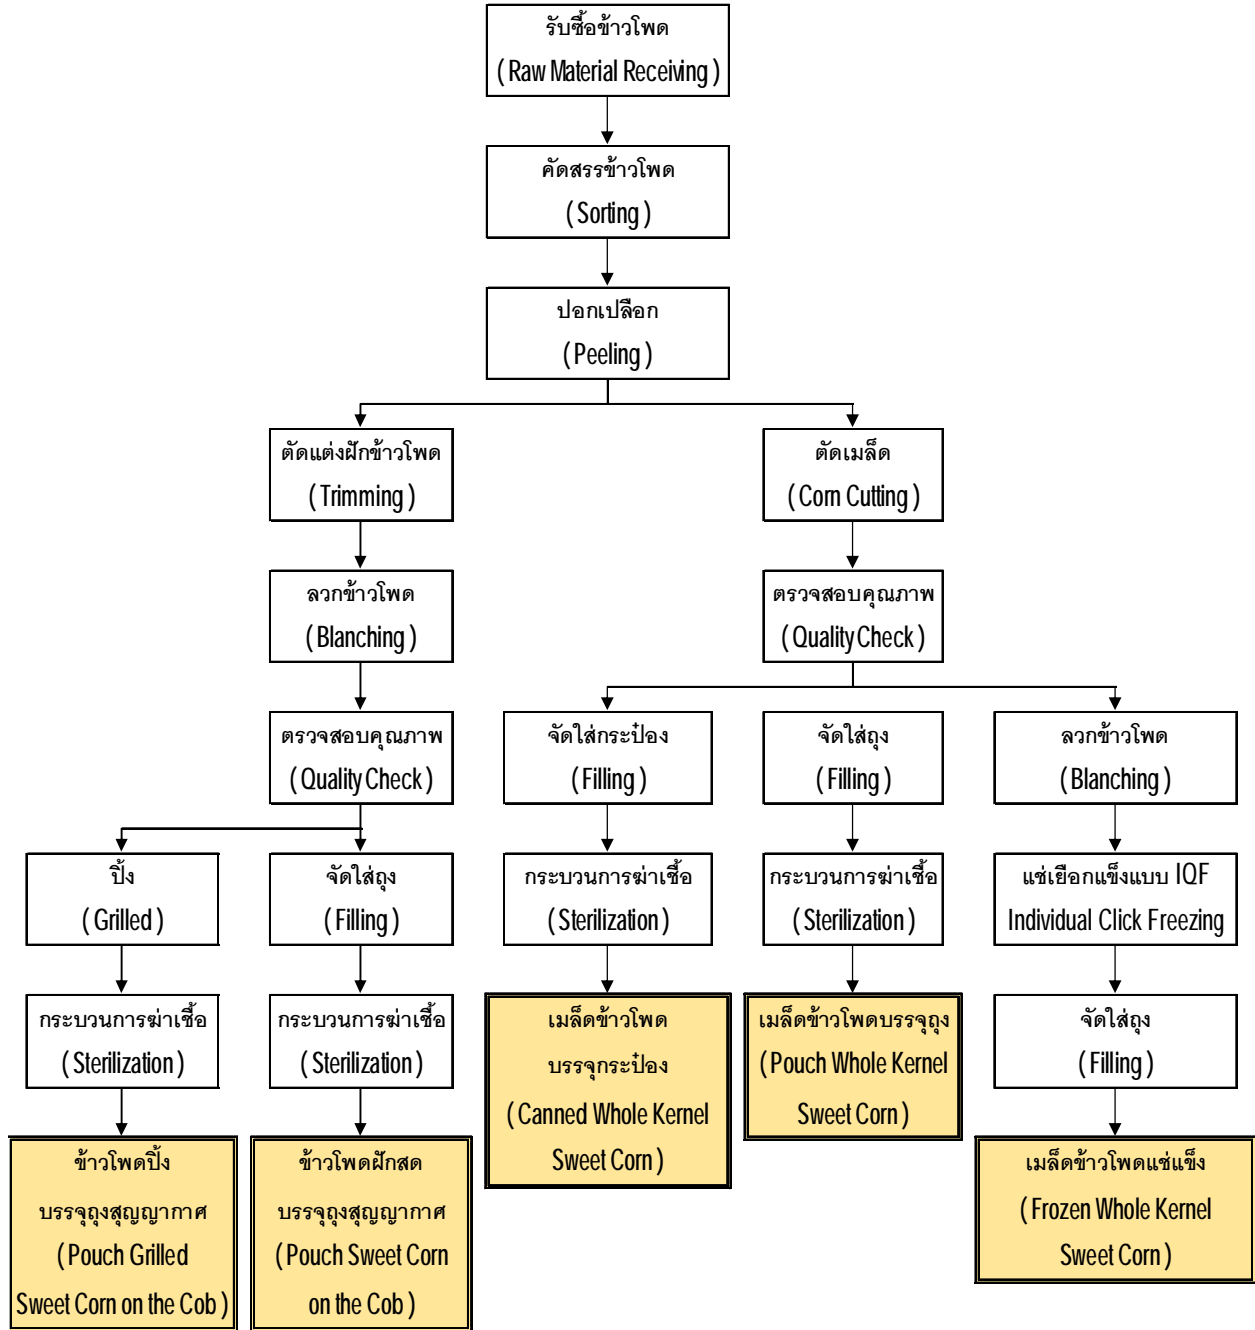 รับซื้อข้าวโพด
( Raw Material Receiving )
คัดสรรข้าวโพด
( Sorting )
ปอกเปลือก
( Peeling )
ตัดแต่งฝักข้าวโพด
( Trimming )
ตัดเมล็ด
( Corn Cutting )
ลวกข้าวโพด
( Blanching )
ตรวจสอบคุณภาพ
( Quality Check )
ตรวจสอบคุณภาพ
( Quality Check )
จัดใส่กระป๋อง
( Filling )
จัดใส่ถุง
( Filling )
ลวกข้าวโพด
( Blanching )
ปิ้ง
( Grilled )
จัดใส่ถุง
( Filling )
กระบวนการฆ่าเชื้อ
( Sterilization )
กระบวนการฆ่าเชื้อ
( Sterilization )
แช่เยือกแข็งแบบ IQF
Individual Click Freezing
กระบวนการฆ่าเชื้อ
( Sterilization )
กระบวนการฆ่าเชื้อ
( Sterilization )
เมล็ดข้าวโพด
บรรจุกระป๋อง
( Canned Whole Kernel
Sweet Corn )
เมล็ดข้าวโพดบรรจุถุง
( Pouch Whole Kernel
Sweet Corn )
จัดใส่ถุง
( Filling )
ข้าวโพดปิ้ง
บรรจุถุงสุญญากาศ
( Pouch Grilled
Sweet Corn on the Cob )
ข้าวโพดฝักสด
บรรจุถุงสุญญากาศ
( Pouch Sweet Corn
on the Cob )
เมล็ดข้าวโพดแช่แข็ง
( Frozen Whole Kernel
Sweet Corn )